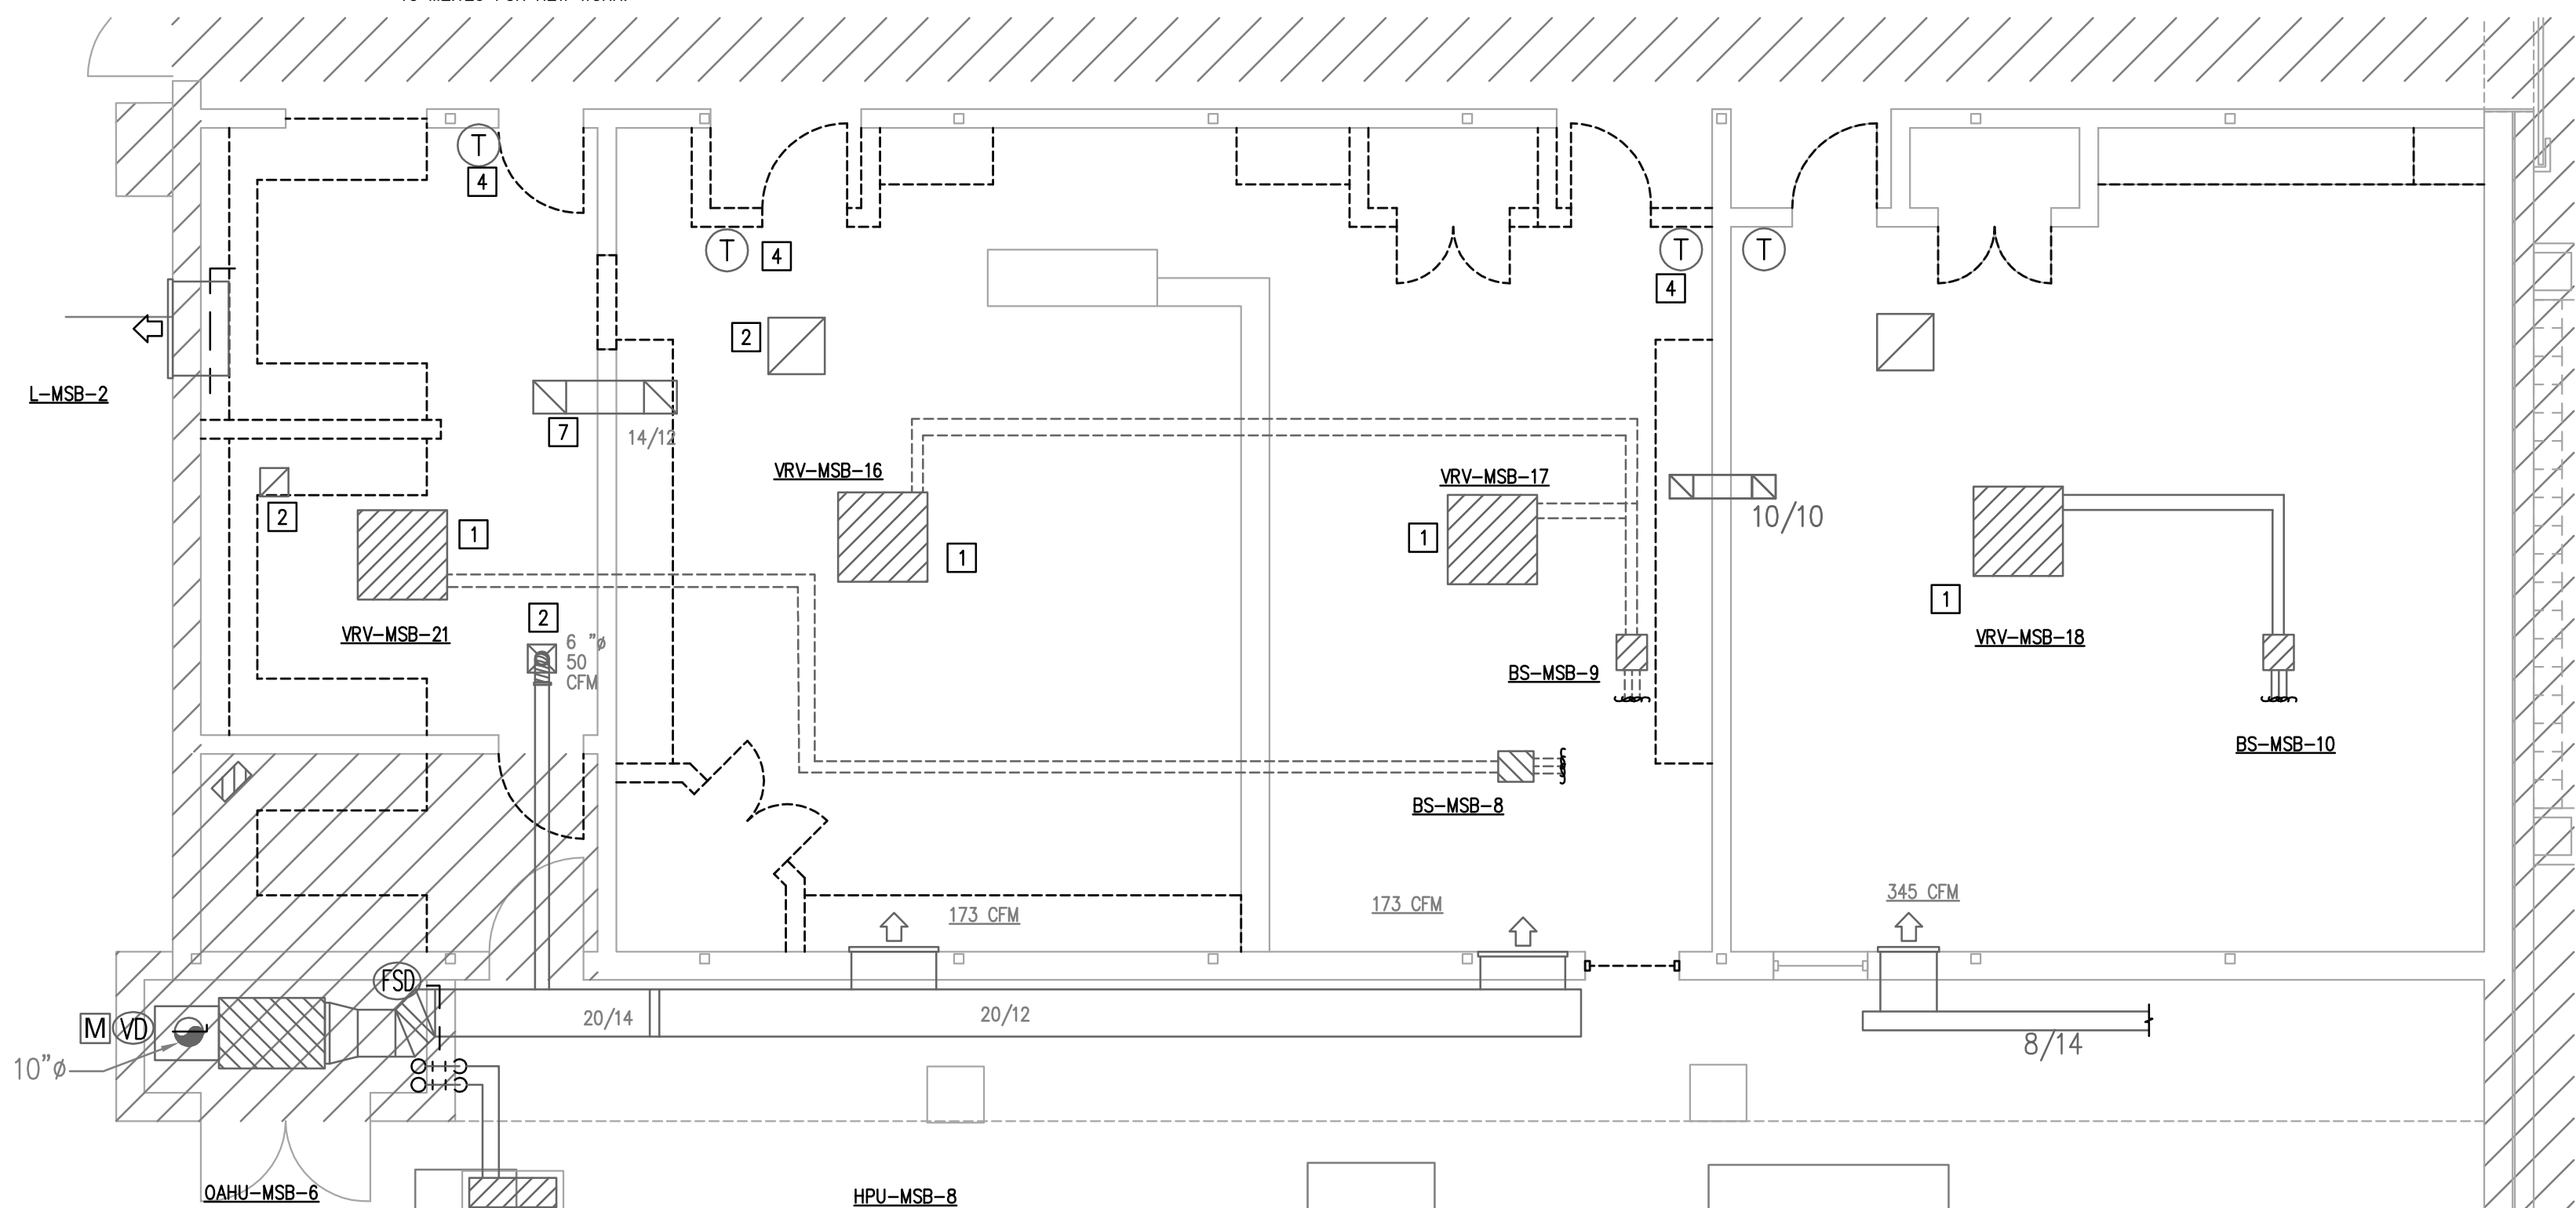 T
4
T
4
T
4
T
2
L-MSB-2
7
14/12
VRV-MSB-16
VRV-MSB-17
2
1
1
1
10/10
1
2
6 "ø
50
CFM
VRV-MSB-21
VRV-MSB-18
BS-MSB-9
BS-MSB-10
BS-MSB-8
173 CFM
173 CFM
345 CFM
FSD
M
VD
20/14
20/12
8/14
10"ø
OAHU-MSB-6
HPU-MSB-8